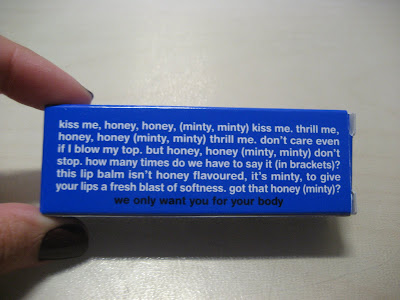 kiss me, honey, honey, (minty, minty) kiss me. thrill me,
honey, honey (minty, minty) thrill me. don't care even
if I blow my top. but honey, honey (minty, minty) don't
stop. how many times do we have to say it (in brackets)?
this lip balm isn't honey flavoured, it's minty, to give
your lips a fresh blast of softness. got that honey (minty)?
we only want you for your body